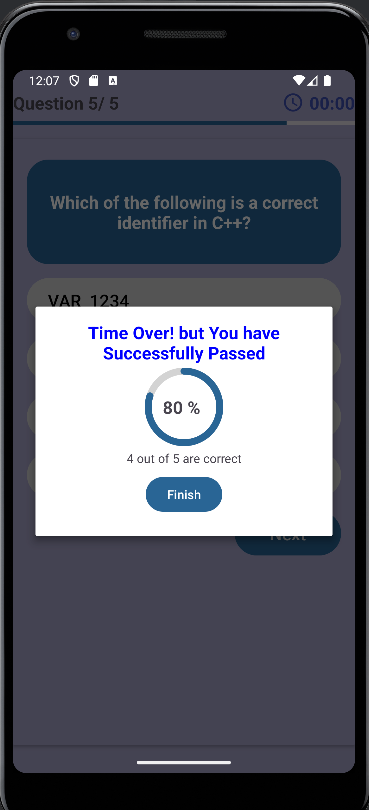 12:07
Question 5/ 5
00:00
Which of the following is a correct
identifier in C++?
VAR_1234
Time Over! but You have
Successfully Passed
80 %
4 out of 5 are correct
Finish
Next